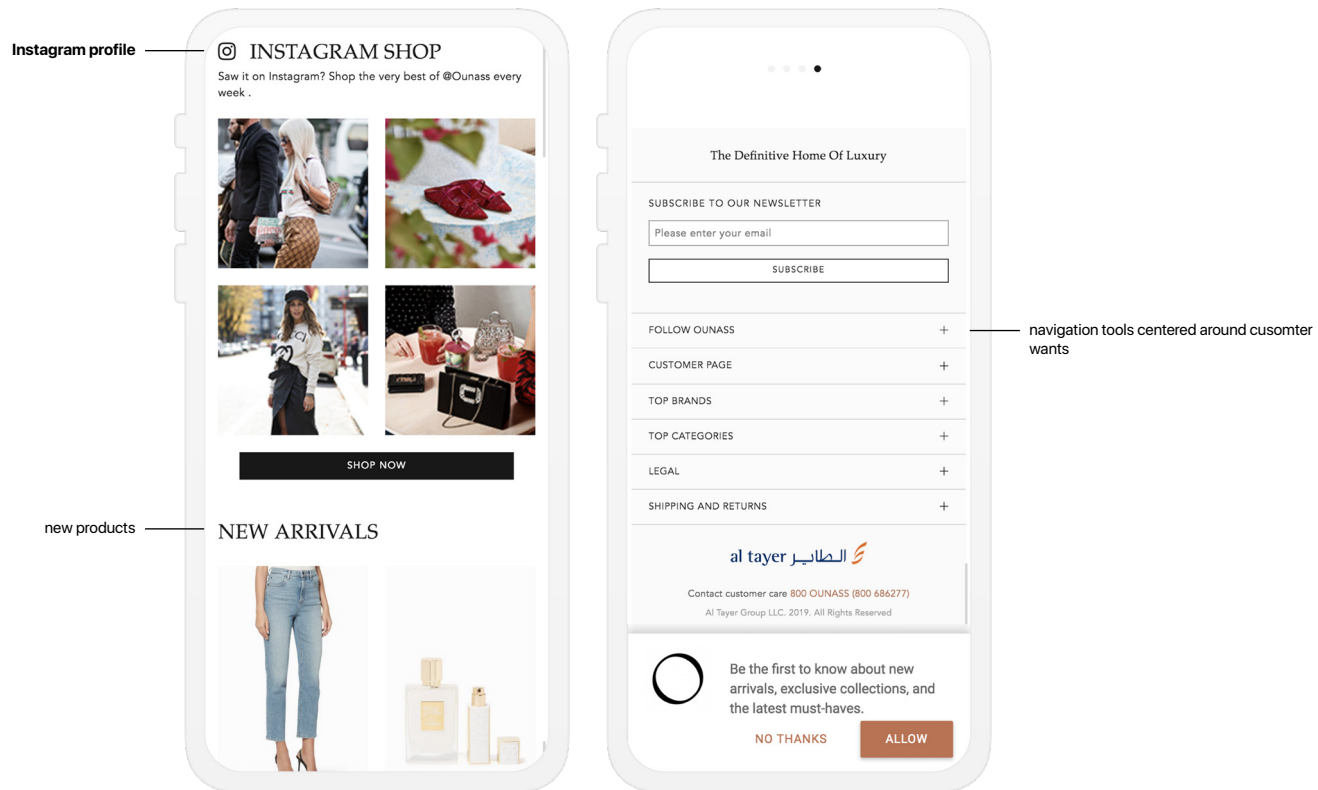 Instagram profile
INSTAGRAM SHOP
Saw it on Instagram? Shop the very best of @Ounass every
week .
SHOP NOW
new products
NEW ARRIVALS
The Definitive Home Of Luxury
SUBSCRIBE TO OUR NEWSLETTER
Please enter your email
SUBSCRIBE
FOLLOW OUNASS +
navigation tools centered around cusomter
wants
CUSTOMER PAGE +
TOP BRANDS +
TOP CATEGORIES +
LEGAL +
SHIPPING AND RETURNS +
al tayer الطاير
Contact customer care 800 OUNASS (800 686277)
Al Tayer Group LLC. 2019. All Rights Reserved
Be the first to know about new
arrivals, exclusive collections, and
the latest must-haves.
NO THANKS ALLOW